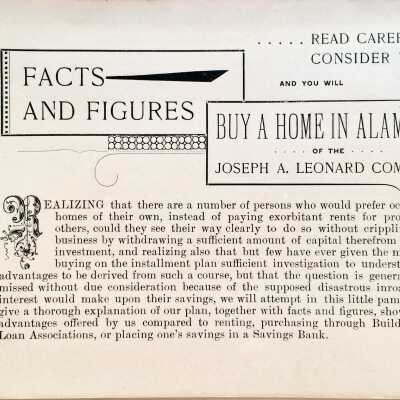 ..... READ CAREF
CONSIDER
FACTS
AND YOU WILL
AND FIGURES
BUY A HOME IN ALAM
.... OF THE ....
JOSEPH A. LEONARD COM
REALIZING that there are a number of persons who would prefer oc
homes of their own, instead of paying exorbitant rents for pro
others, could they see their way clearly to do so without crippli
business by withdrawing a sufficient amount of capital therefrom
investment, and realizing also that but few have ever given the m
buying on the installment plan sufficient investigation to underst
advantages to be derived from such a course, but that the question is gener
missed without due consideration because of the supposed disastrous inroa
interest would make upon their savings, we will attempt in this little pam
give a thorough explanation of our plan, together with facts and figures, show
advantages offered by us compared to renting, purchasing through Build
Loan Associations, or placing one's savings in a Savings Bank.